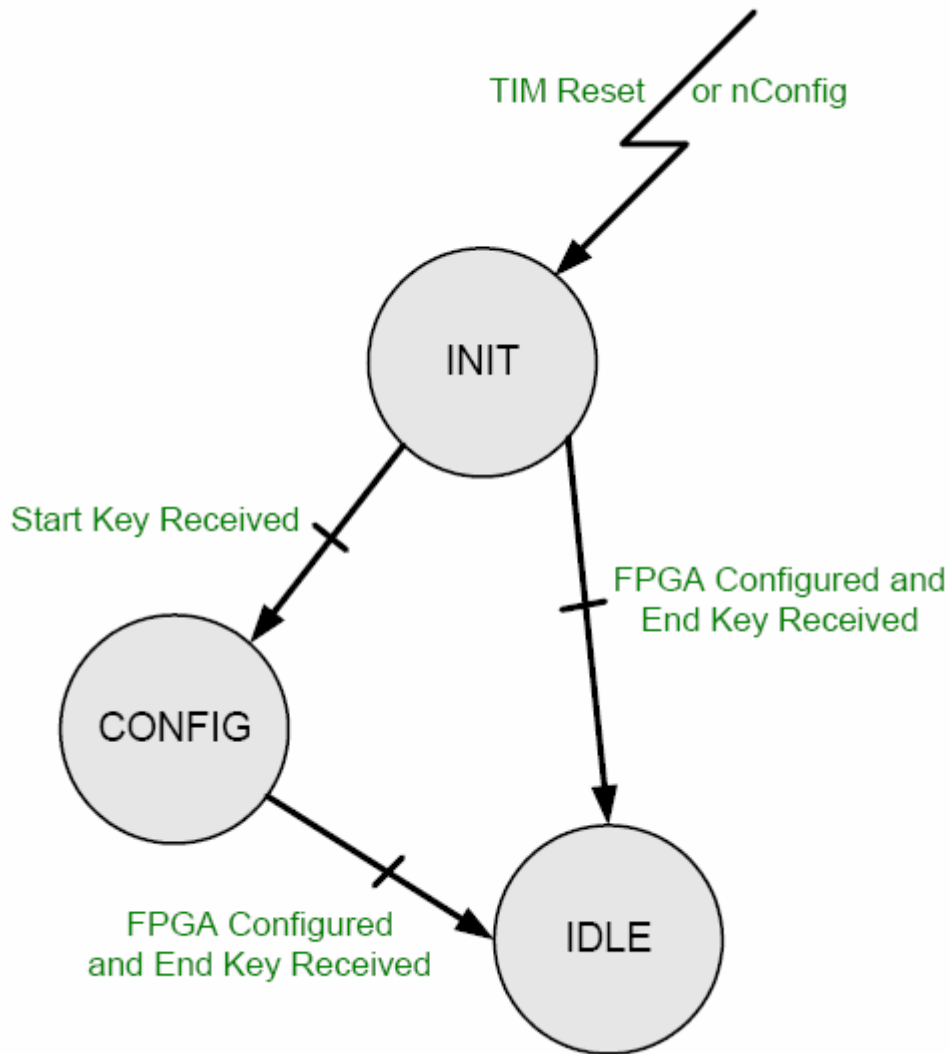 TIM Reset or nConfig
INIT
Start Key Received
FPGA Configured and
End Key Received
CONFIG
FPGA Configured
and End Key Received
IDLE